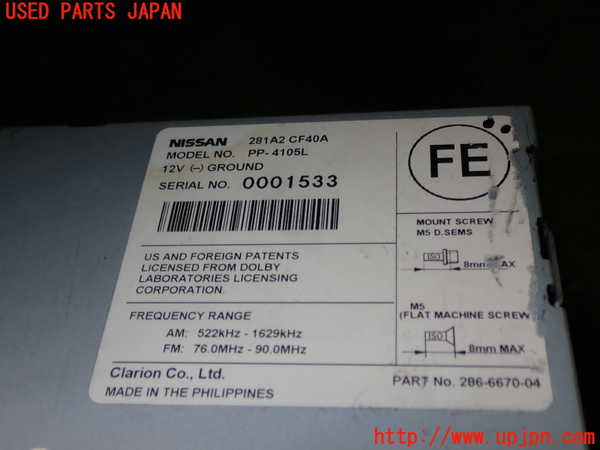 USED PARTS JAPAN
NISSAN 281A2 CF40A
MODEL NO. PP-4105L
12V (-) GROUND
SERIAL NO. 0001533
FE
US AND FOREIGN PATENTS
LICENSED FROM DOLBY
LABORATORIES LICENSING
CORPORATION.
FREQUENCY RANGE
AM: 522kHz - 1629kHz
FM: 76.0MHz - 90.0MHz
MOUNT SCREW
M5 D.SEMS
ISO
8mm MAX
M5
(FLAT MACHINE SCREW)
ISO
8mm MAX
Clarion Co., Ltd.
MADE IN THE PHILIPPINES
PART No. 286-6670-04
http://www.upjpn.com/